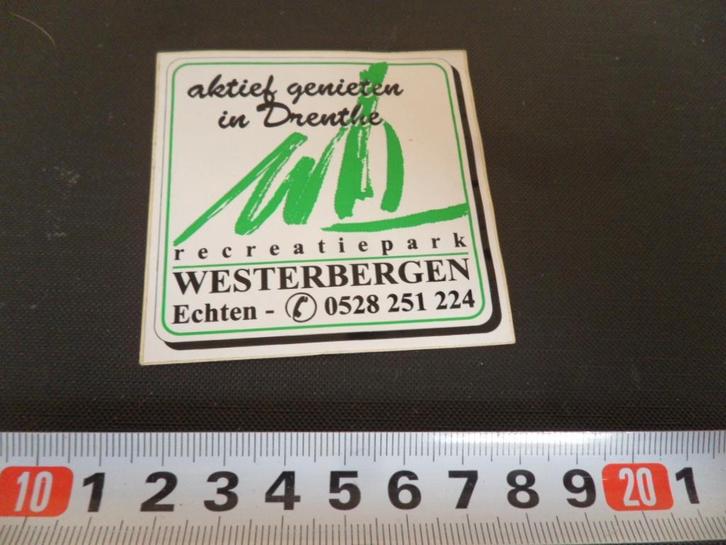 aktief genieten
in Drenthe
recreatiepark
WESTERBERGEN
Echten - ✆ 0528 251 224
10 1 2 3 4 5 6 7 8 9 20 1